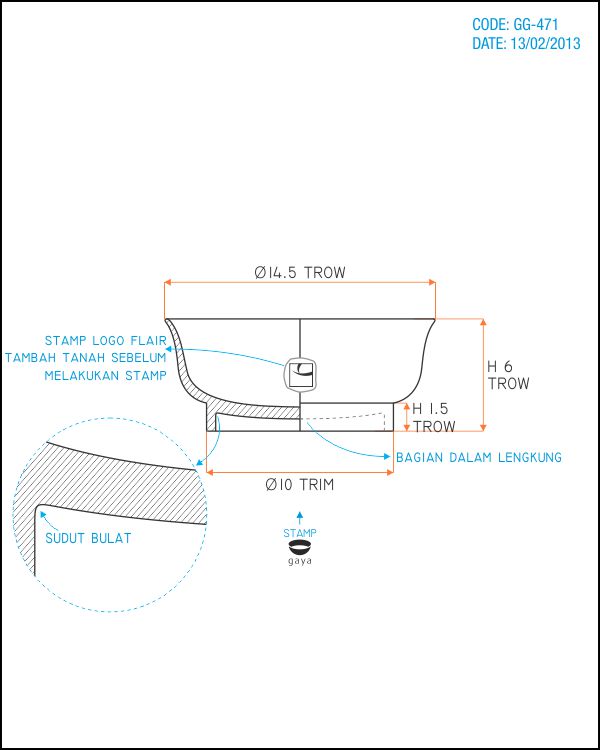 CODE: GG-471
DATE: 13/02/2013
Ø14.5 TROW
STAMP LOGO FLAIR
TAMBAH TANAH SEBELUM
MELAKUKAN STAMP
H 6
TROW
H 1.5
TROW
BAGIAN DALAM LENGKUNG
Ø10 TRIM
SUDUT BULAT
STAMP
gaya